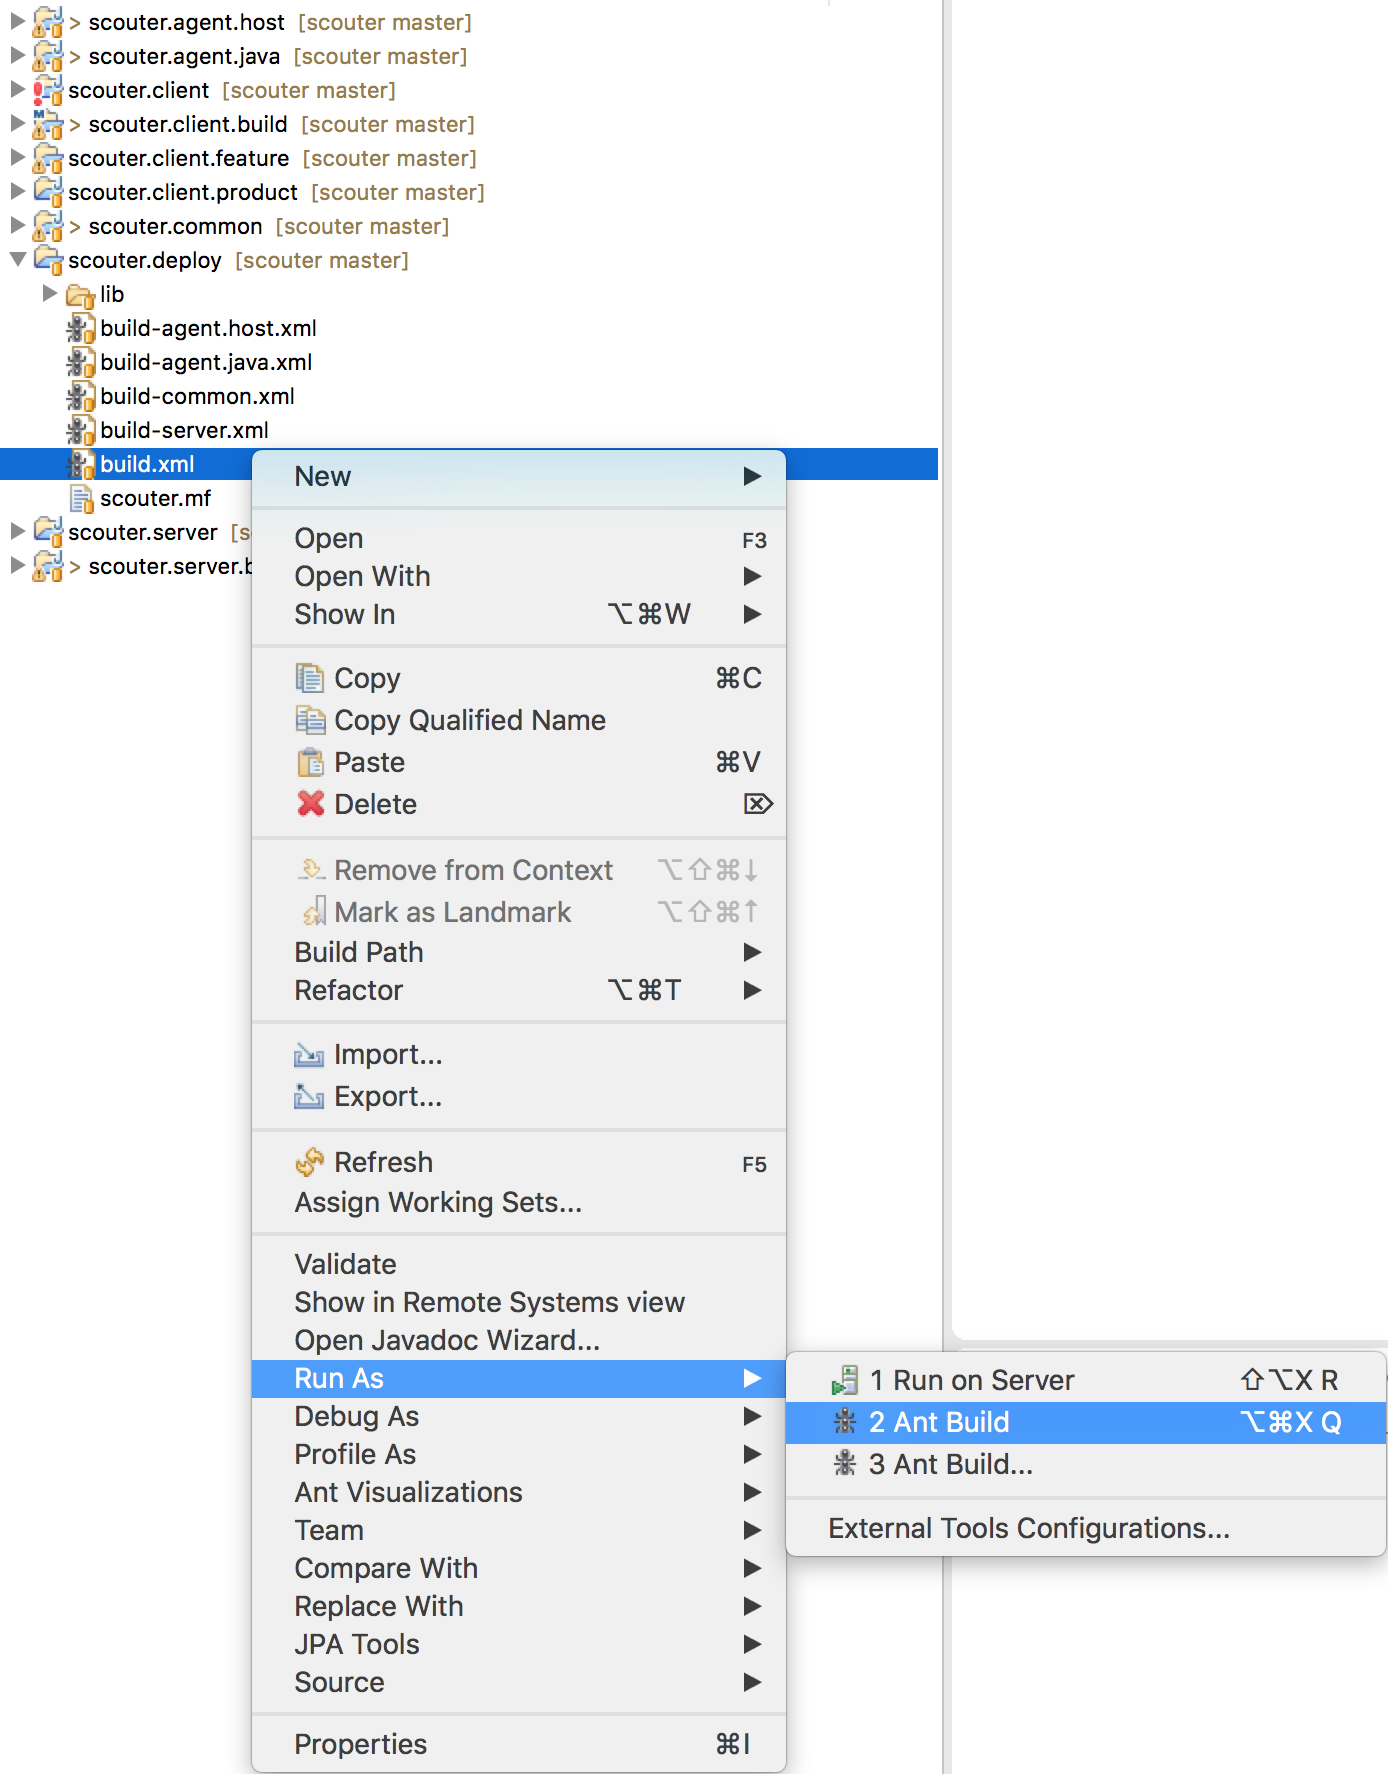 > scouter.agent.host [scouter master]
> scouter.agent.java [scouter master]
scouter.client [scouter master]
> scouter.client.build [scouter master]
scouter.client.feature [scouter master]
scouter.client.product [scouter master]
> scouter.common [scouter master]
scouter.deploy [scouter master]
lib
build-agent.host.xml
build-agent.java.xml
build-common.xml
build-server.xml
build.xml
scouter.mf
scouter.server [s
> scouter.server.b
New
Open F3
Open With
Show In ⌥⌘W
Copy ⌘C
Copy Qualified Name
Paste ⌘V
Delete ⌦
Remove from Context ⌥⇧⌘↓
Mark as Landmark ⌥⇧⌘↑
Build Path
Refactor ⌥⌘T
Import...
Export...
Refresh F5
Assign Working Sets...
Validate
Show in Remote Systems view
Open Javadoc Wizard...
Run As
Debug As
Profile As
Ant Visualizations
Team
Compare With
Replace With
JPA Tools
Source
Properties ⌘I
1 Run on Server ⇧⌥X R
2 Ant Build ⌥⌘X Q
3 Ant Build...
External Tools Configurations...